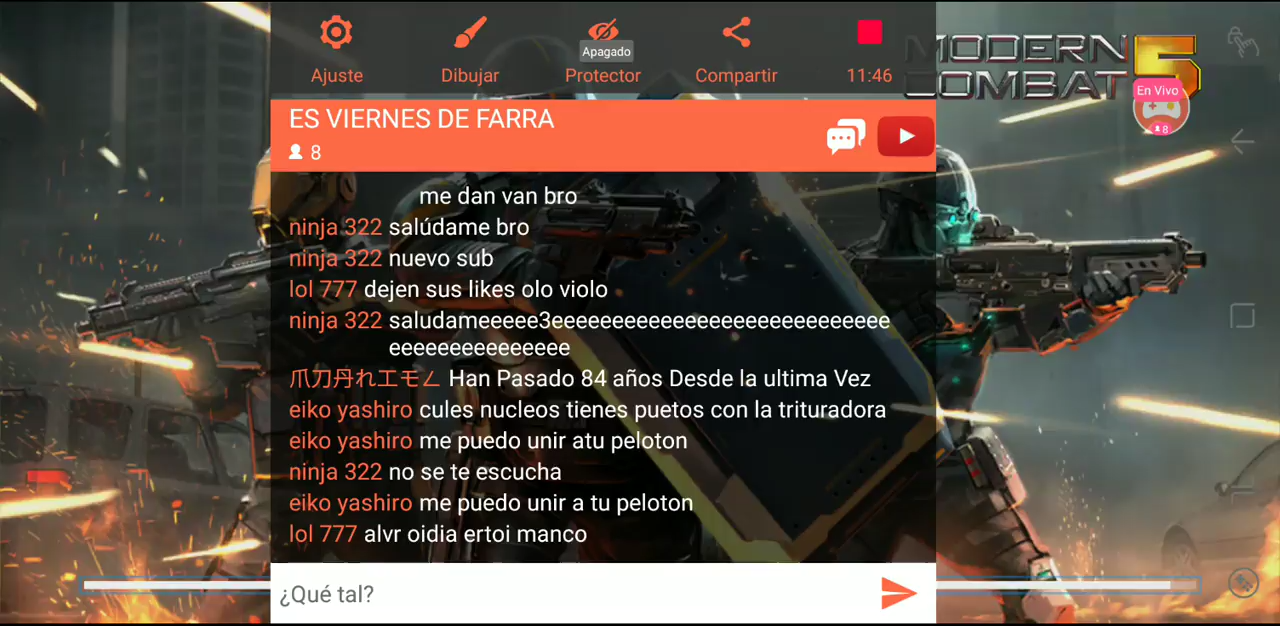 Ajuste
Dibujar
Apagado
Protector
Compartir
11:46
MODERN
COMBAT 5
En Vivo
8
ES VIERNES DE FARRA
8
me dan van bro
ninja 322 salúdame bro
ninja 322 nuevo sub
lol 777 dejen sus likes olo violo
ninja 322 saludameeeee3eeeeeeeeeeeeeeeeeeeeeeeeeeee
eeeeeeeeeeeeeee
爪刀丹れ工モㄥ Han Pasado 84 años Desde la ultima Vez
eiko yashiro cules nucleos tienes puetos con la trituradora
eiko yashiro me puedo unir atu peloton
ninja 322 no se te escucha
eiko yashiro me puedo unir a tu peloton
lol 777 alvr oidia ertoi manco
¿Qué tal?